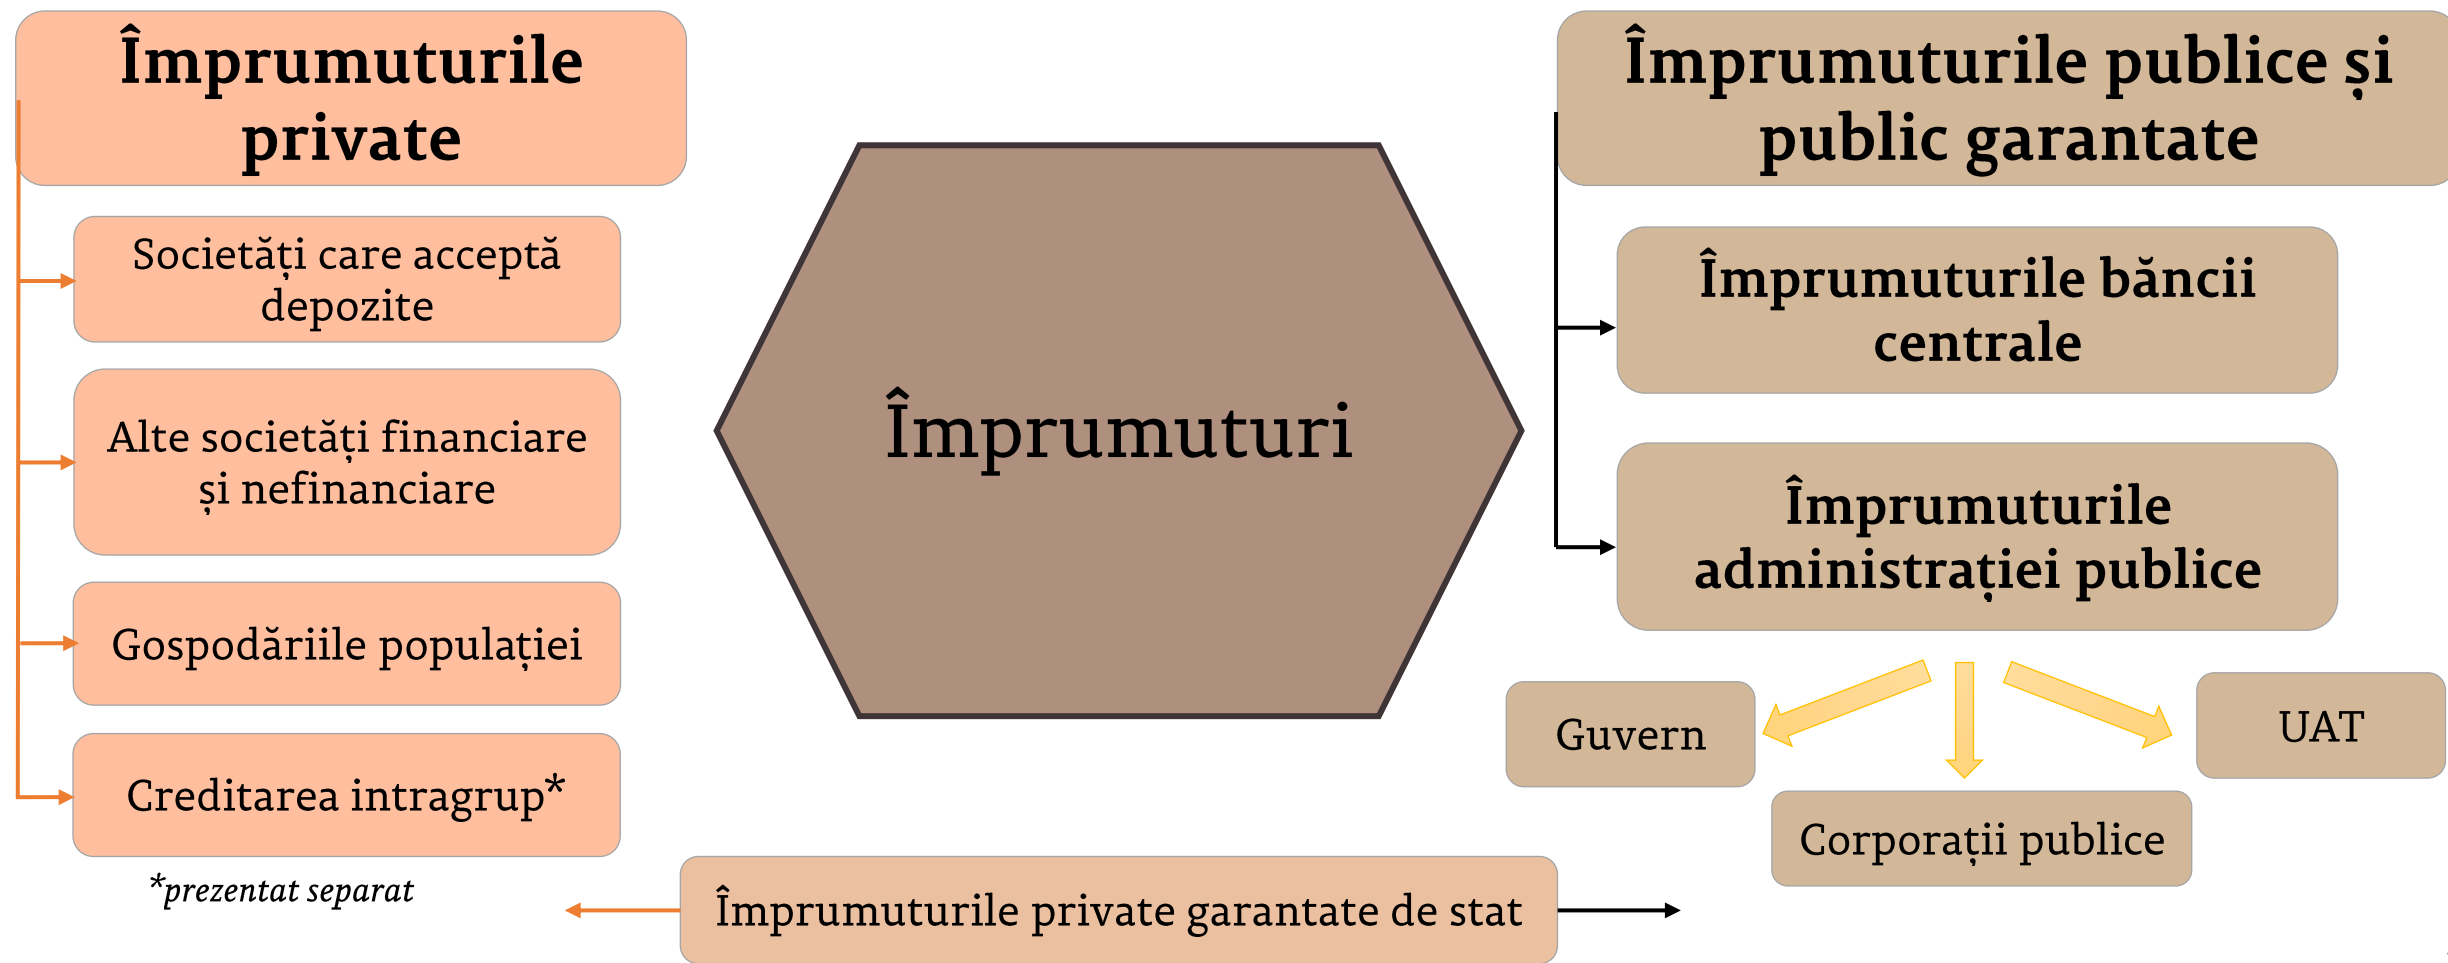 Împrumuturile
private
Societăți care acceptă
depozite
Alte societăți financiare
și nefinanciare
Gospodăriile populației
Creditarea intragrup*
*prezentat separat
Împrumuturi
Împrumuturile publice și
public garantate
Împrumuturile băncii
centrale
Împrumuturile
administrației publice
Guvern
UAT
Corporații publice
Împrumuturile private garantate de stat